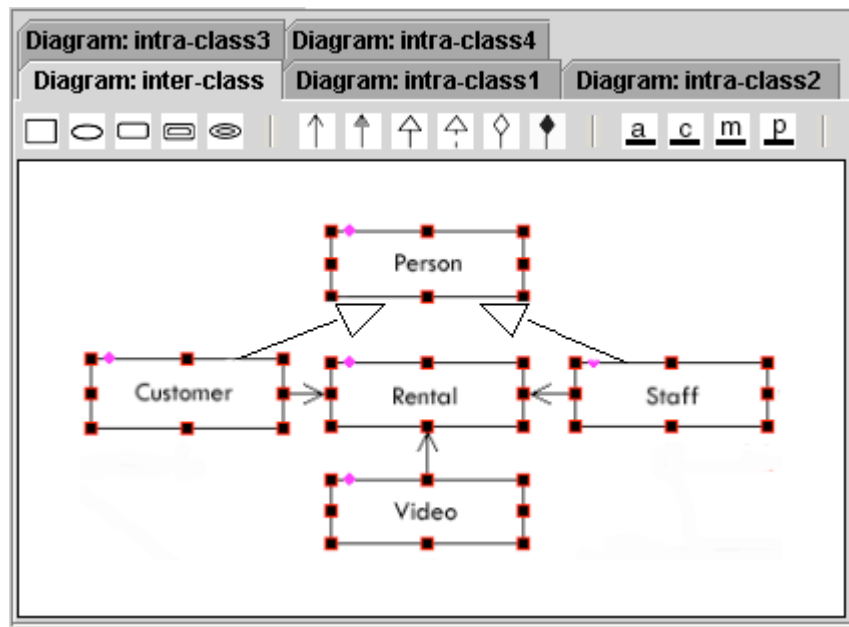 Diagram: intra-class3 Diagram: intra-class4
Diagram: inter-class Diagram: intra-class1 Diagram: intra-class2
a c m p
Person
Customer Rental Staff
Video